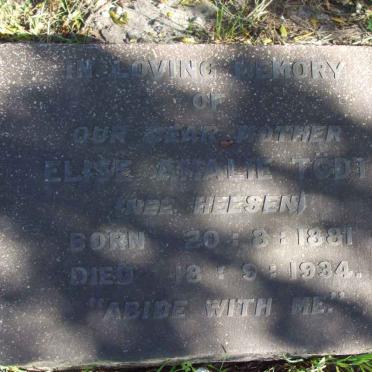 IN LOVING MEMORY
OF
OUR DEAR MOTHER
ELISE AMALIE TODT
(NEE HEESEN)
BORN 20:8:1881
DIED 18:9:1934.
"ABIDE WITH ME."